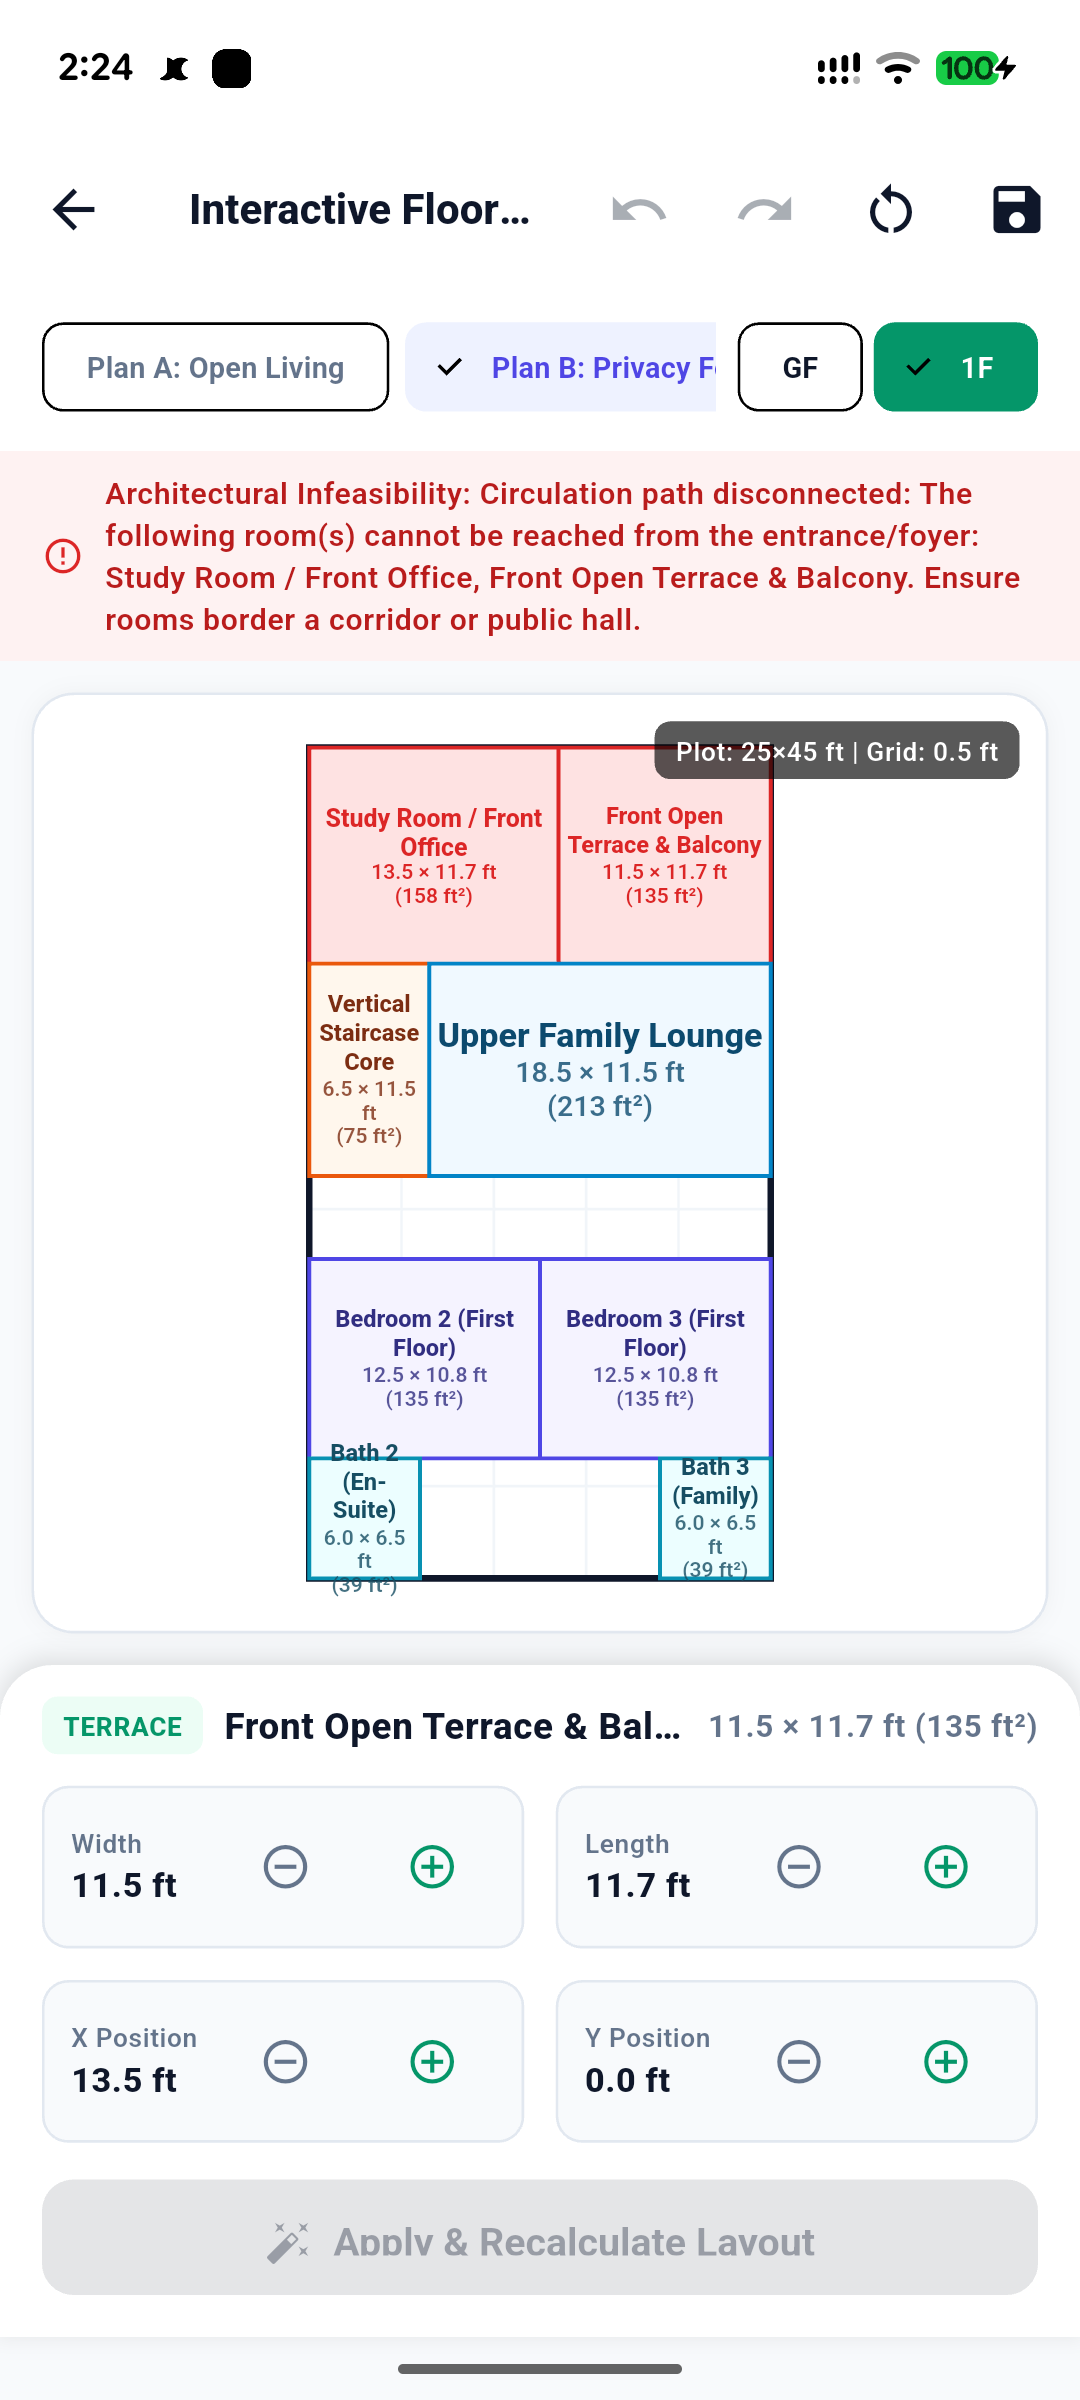 2:24
100
Interactive Floor...
Plan A: Open Living
Plan B: Privacy F
GF
1F
Architectural Infeasibility: Circulation path disconnected: The
following room(s) cannot be reached from the entrance/foyer:
Study Room / Front Office, Front Open Terrace & Balcony. Ensure
rooms border a corridor or public hall.
Plot: 25×45 ft | Grid: 0.5 ft
Study Room / Front
Office
13.5 × 11.7 ft
(158 ft²)
Front Open
Terrace & Balcony
11.5 × 11.7 ft
(135 ft²)
Vertical
Staircase
Core
6.5 × 11.5
ft
(75 ft²)
Upper Family Lounge
18.5 × 11.5 ft
(213 ft²)
Bedroom 2 (First
Floor)
12.5 × 10.8 ft
(135 ft²)
Bedroom 3 (First
Floor)
12.5 × 10.8 ft
(135 ft²)
Bath 2
(En-
Suite)
6.0 × 6.5
ft
(39 ft²)
Bath 3
(Family)
6.0 × 6.5
ft
(39 ft²)
TERRACE
Front Open Terrace & Bal...
11.5 × 11.7 ft (135 ft²)
Width
11.5 ft
Length
11.7 ft
X Position
13.5 ft
Y Position
0.0 ft
Apply & Recalculate Layout